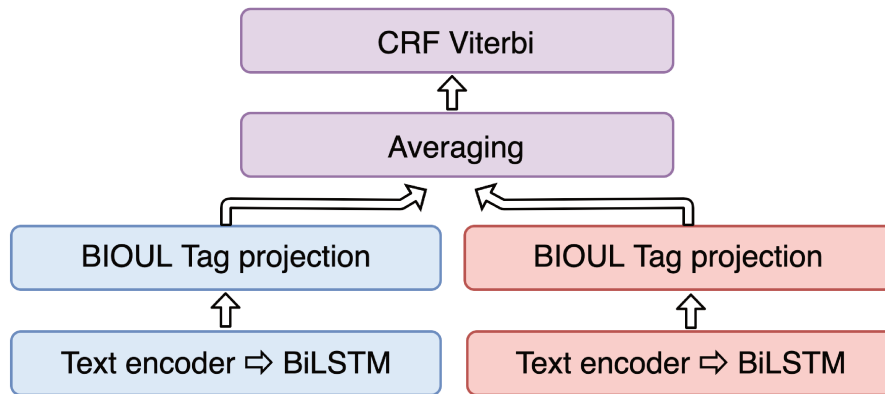 CRF Viterbi
Averaging
BIOUL Tag projection
BIOUL Tag projection
Text encoder ⇨ BiLSTM
Text encoder ⇨ BiLSTM